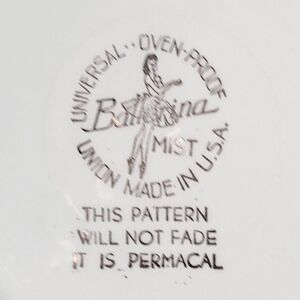 UNIVERSAL·· OVEN-PROOF
Ballerina
MIST
UNION MADE IN U.S.A.
THIS PATTERN
WILL NOT FADE
IT IS PERMACAL